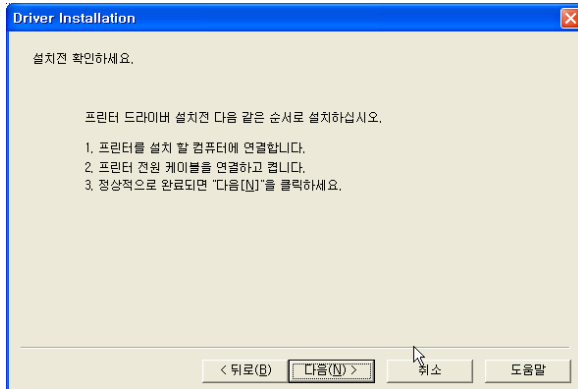 Driver Installation
설치전 확인하세요.
프린터 드라이버 설치전 다음 같은 순서로 설치하십시오.
1. 프린터를 설치 할 컴퓨터에 연결합니다.
2. 프린터 전원 케이블을 연결하고 켭니다.
3. 정상적으로 완료되면 "다음[N]"을 클릭하세요.
< 뒤로(B) 다음(N) > 취소 도움말